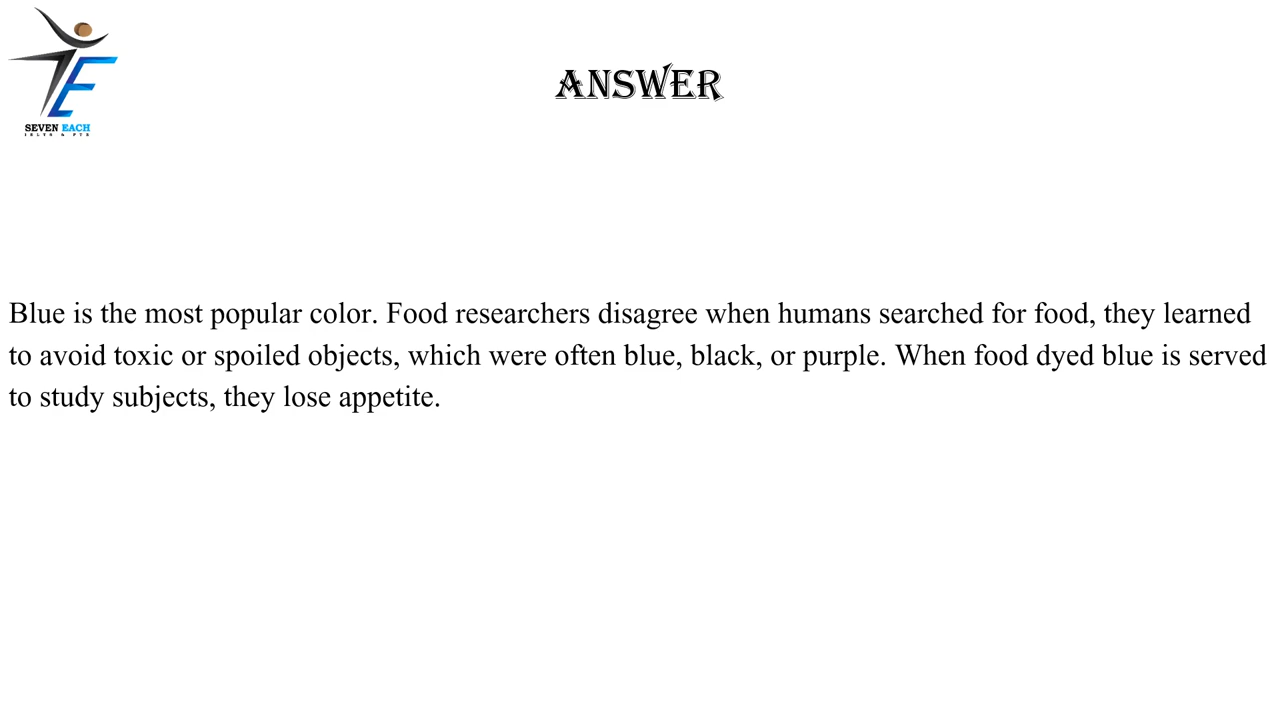 SEVEN EACH
IELTS & PTE
ANSWER
Blue is the most popular color. Food researchers disagree when humans searched for food, they learned
to avoid toxic or spoiled objects, which were often blue, black, or purple. When food dyed blue is served
to study subjects, they lose appetite.